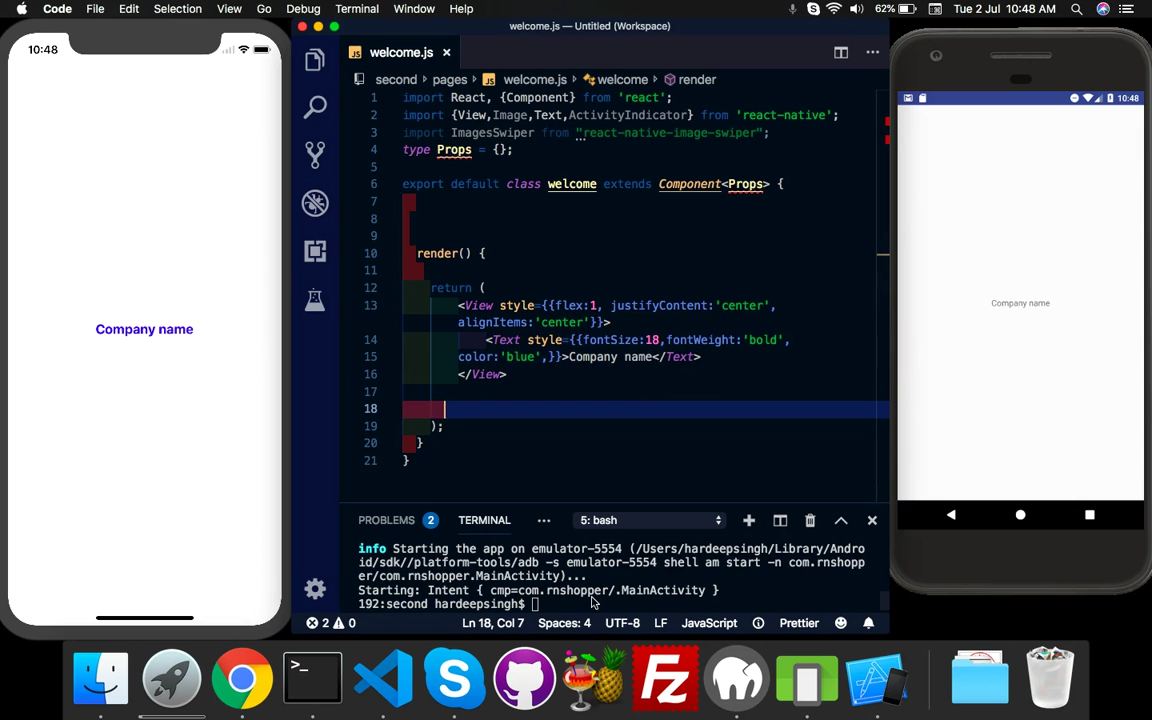 Code File Edit Selection View Go Debug Terminal Window Help 62% Tue 2 Jul 10:48 AM
10:48
Company name
welcome.js — Untitled (Workspace)
JS welcome.js × ...
second › pages › JS welcome.js › welcome › render
1 import React, {Component} from 'react';
2 import {View,Image,Text,ActivityIndicator} from 'react-native';
3 import ImagesSwiper from "react-native-image-swiper";
4 type Props = {};
5
6 export default class welcome extends Component<Props> {
7
8
9
10 render() {
11
12 return (
13 <View style={{flex:1, justifyContent:'center',
alignItems:'center'}}>
14 <Text style={{fontSize:18,fontWeight:'bold',
15 color:'blue',}}>Company name</Text>
16 </View>
17
18
19 );
20 }
21 }
PROBLEMS 2 TERMINAL ... 5: bash
info Starting the app on emulator-5554 (/Users/hardeepsingh/Library/Andro
id/sdk//platform-tools/adb -s emulator-5554 shell am start -n com.rnshopp
er/com.rnshopper.MainActivity)...
Starting: Intent { cmp=com.rnshopper/.MainActivity }
192:second hardeepsingh$
2 0 Ln 18, Col 7 Spaces: 4 UTF-8 LF JavaScript Prettier
10:48
Company name